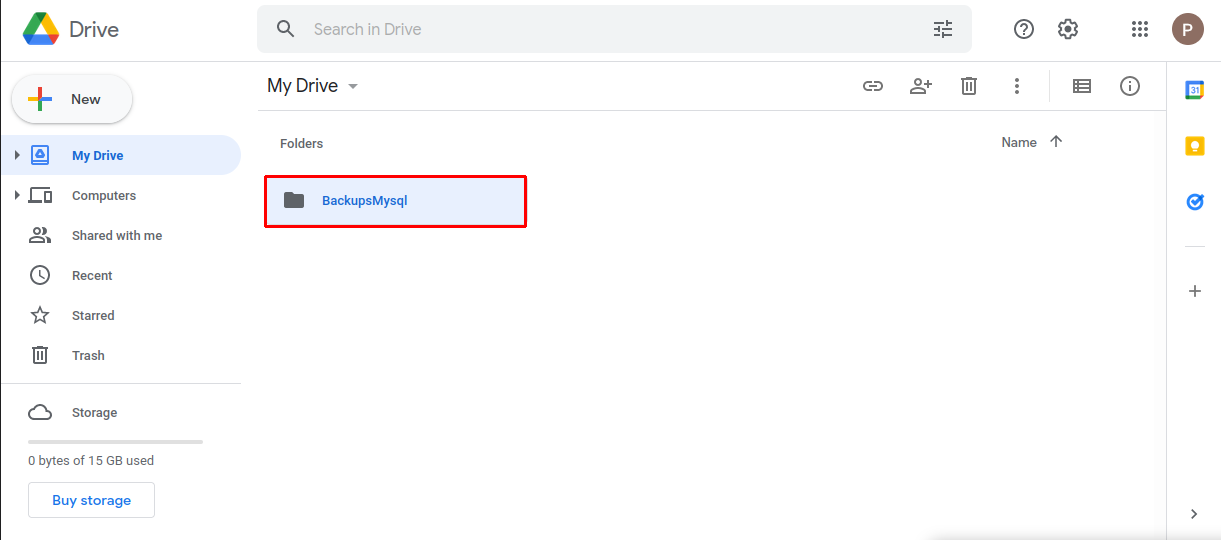 Drive
Search in Drive
P
New
My Drive
31
Folders
Name
My Drive
Computers
BackupsMysql
Shared with me
Recent
Starred
Trash
Storage
0 bytes of 15 GB used
Buy storage